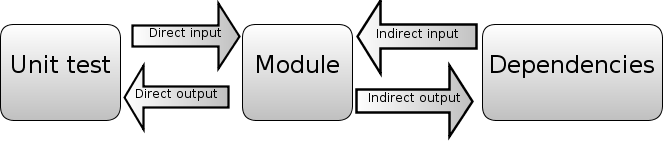 Direct input
Indirect input
Unit test
Module
Dependencies
Direct output
Indirect output